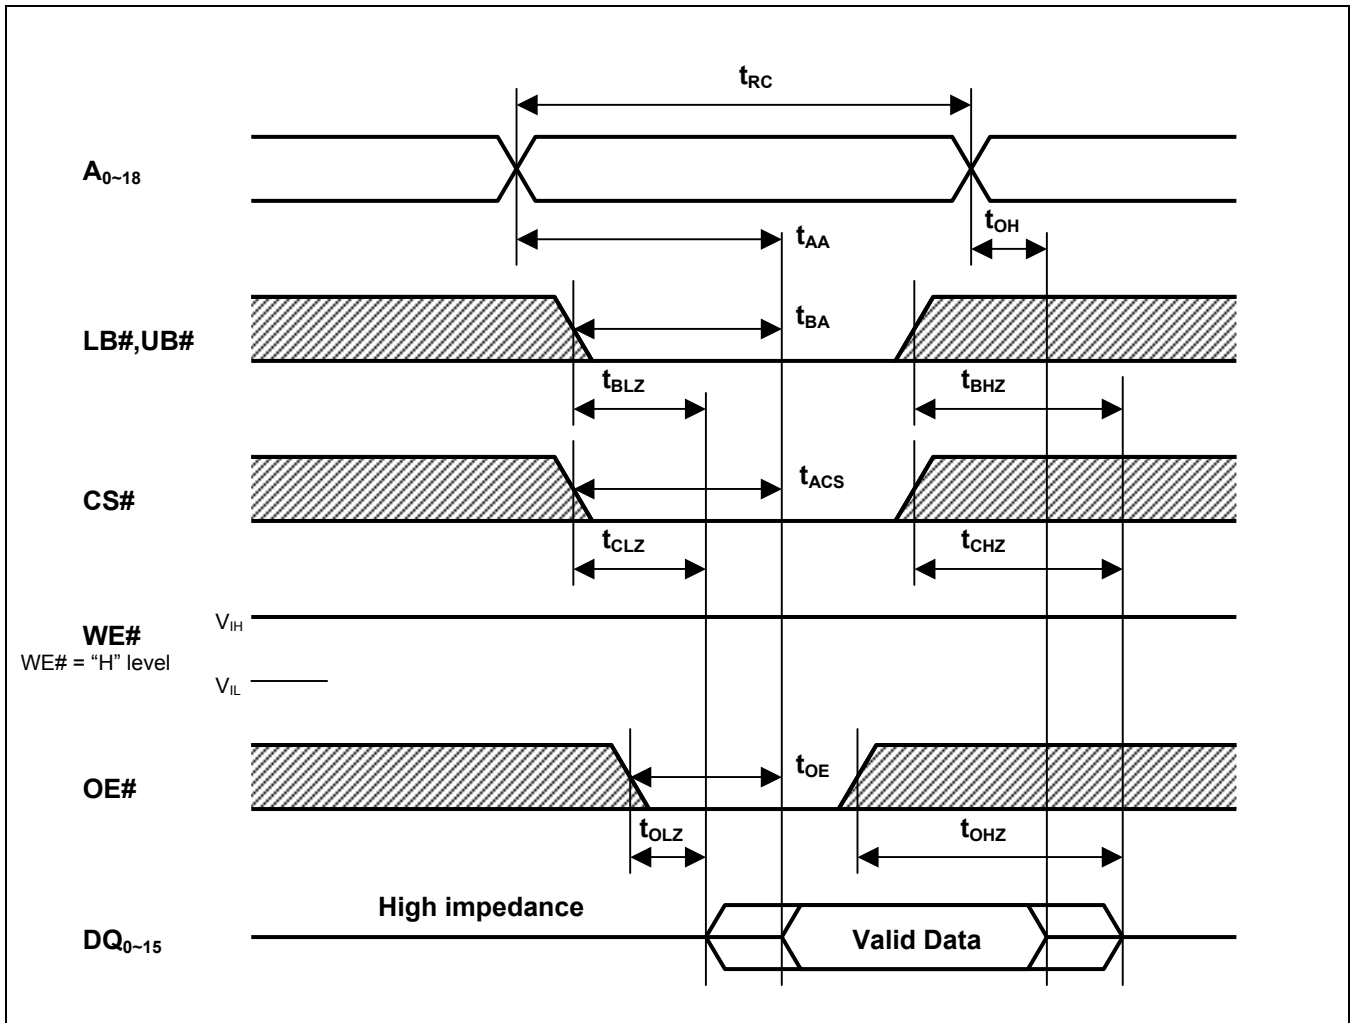 tRC
A0~18
tOH
tAA
LB#,UB#
tBA
tBLZ
tBHZ
CS#
tACS
tCLZ
tCHZ
WE#
VIH
WE# = “H” level
VIL
OE#
tOE
tOLZ
tOHZ
High impedance
DQ0~15
Valid Data